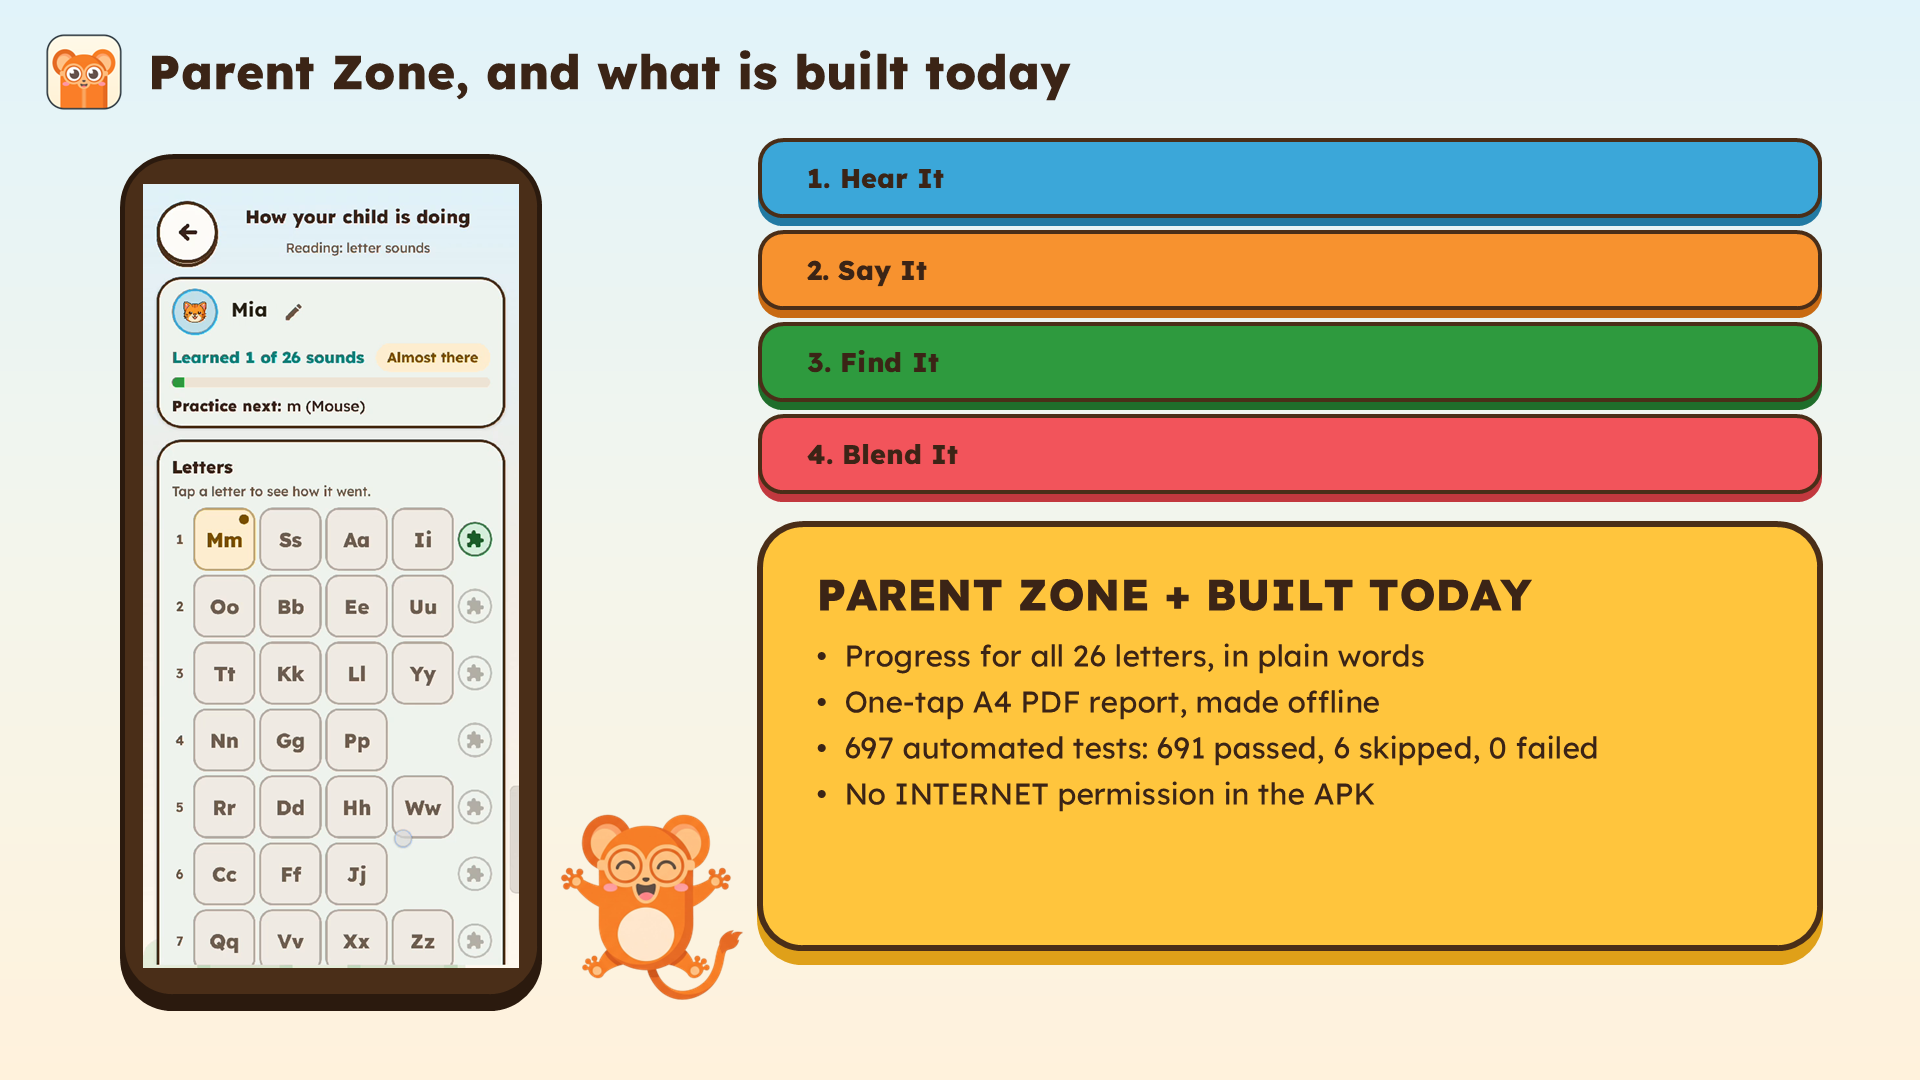 Parent Zone, and what is built today
How your child is doing
Reading: letter sounds
Mia
Learned 1 of 26 sounds
Almost there
Practice next: m (Mouse)
Letters
Tap a letter to see how it went.
1 Mm Ss Aa Ii
2 Oo Bb Ee Uu
3 Tt Kk Ll Yy
4 Nn Gg Pp
5 Rr Dd Hh Ww
6 Cc Ff Jj
7 Qq Vv Xx Zz
1. Hear It
2. Say It
3. Find It
4. Blend It
PARENT ZONE + BUILT TODAY
• Progress for all 26 letters, in plain words
• One-tap A4 PDF report, made offline
• 697 automated tests: 691 passed, 6 skipped, 0 failed
• No INTERNET permission in the APK